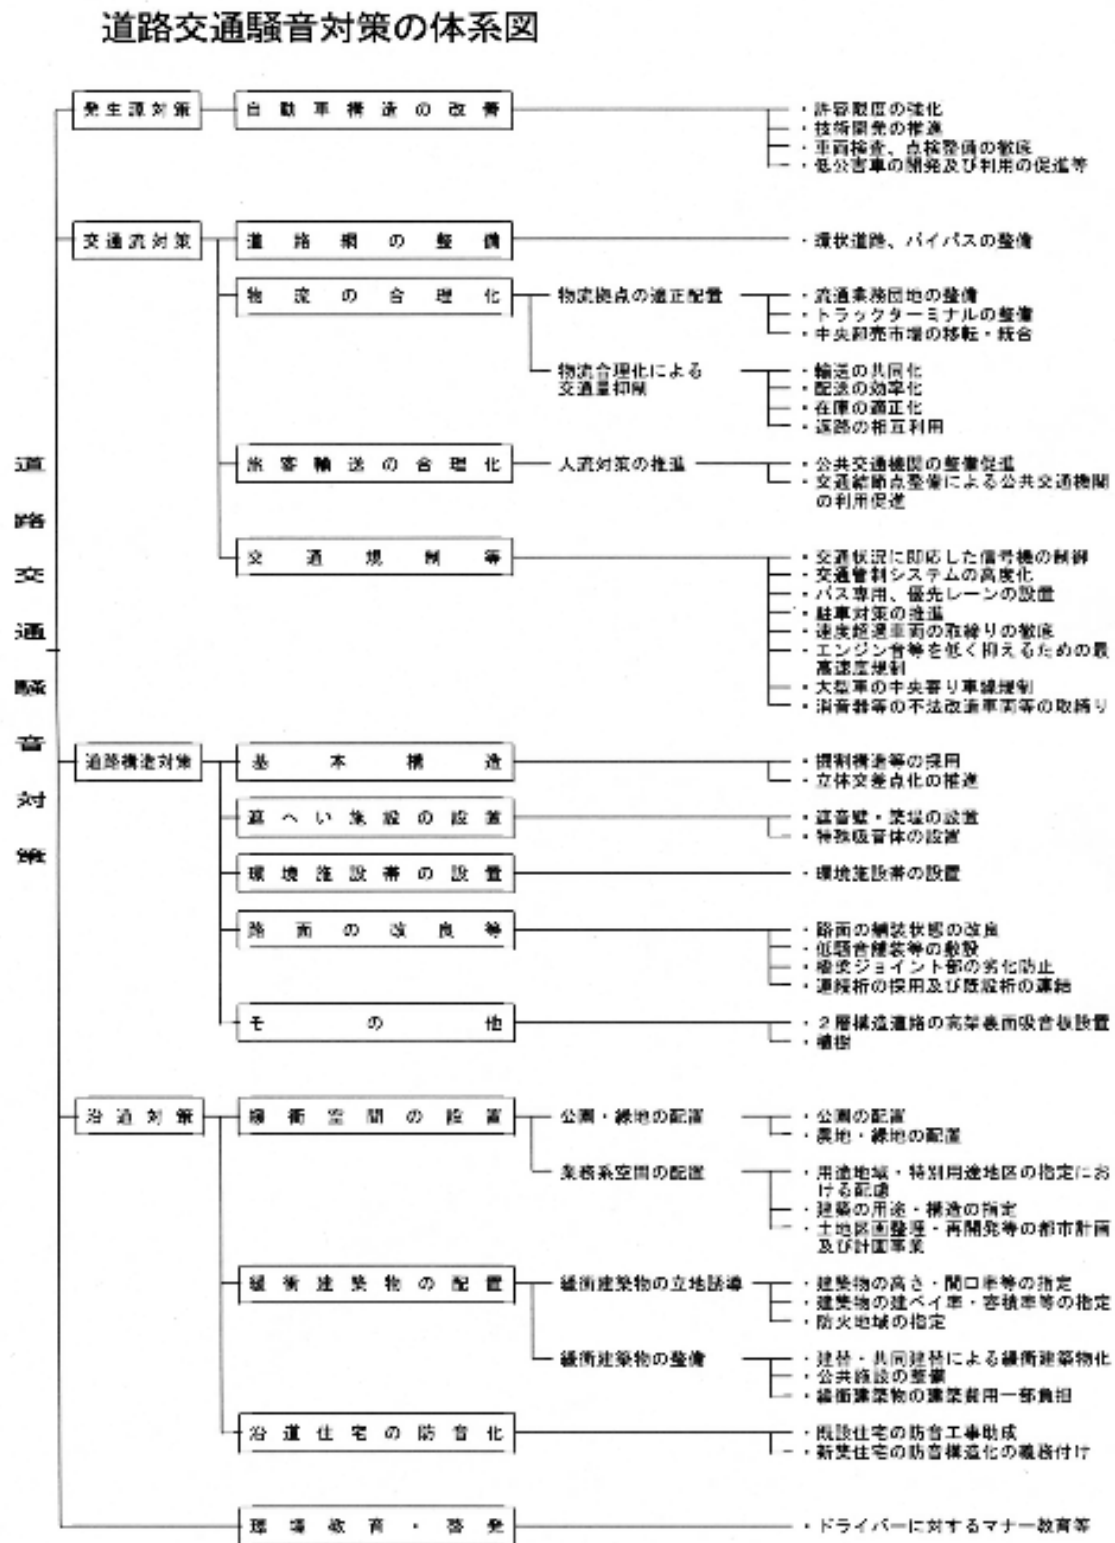 道路交通騒音対策の体系図
道路交通騒音対策
発生源対策
自動車構造の改善
・許容限度の強化
・技術開発の推進
・車両検査、点検整備の徹底
・低公害車の開発及び利用の促進等
交通流対策
道路網の整備
・環状道路、バイパスの整備
物流の合理化
物流拠点の適正配置
・流通業務団地の整備
・トラックターミナルの整備
・中央卸売市場の移転・統合
物流合理化による
交通量抑制
・輸送の共同化
・配送の効率化
・在庫の適正化
・返路の相互利用
旅客輸送の合理化
人流対策の推進
・公共交通機関の整備促進
・交通結節点整備による公共交通機関
の利用促進
交通規制等
・交通状況に即応した信号機の制御
・交通管制システムの高度化
・バス専用、優先レーンの設置
・駐車対策の推進
・速度超過車両の取締りの徹底
・エンジン音等を低く抑えるための最
高速度規制
・大型車の中央寄り車線規制
・消音器等の不法改造車両等の取締り
道路構造対策
基本構造
・掘割構造等の採用
・立体交差点化の推進
遮へい施設の設置
・遮音壁・築堤の設置
・特殊吸音体の設置
環境施設帯の設置
・環境施設帯の設置
路面の改良等
・路面の舗装状態の改良
・低騒音舗装等の敷設
・橋梁ジョイント部の劣化防止
・連続桁の採用及び既設桁の連結
その他
・2層構造道路の高架裏面吸音板設置
・植樹
沿道対策
緩衝空間の設置
公園・緑地の配置
・公園の配置
・農地・緑地の配置
業務系空間の配置
・用途地域・特別用途地区の指定にお
ける配慮
・建築の用途・構造の指定
・土地区画整理・再開発等の都市計画
及び計画事業
緩衝建築物の配置
緩衝建築物の立地誘導
・建築物の高さ・間口率等の指定
・建築物の建ペイ率・容積率等の指定
・防火地域の指定
緩衝建築物の整備
・建替・共同建替による緩衝建築物化
・公共施設の整備
・緩衝建築物の建築費用一部負担
沿道住宅の防音化
・既設住宅の防音工事助成
・新築住宅の防音構造化の義務付け
環境教育・啓発
・ドライバーに対するマナー教育等